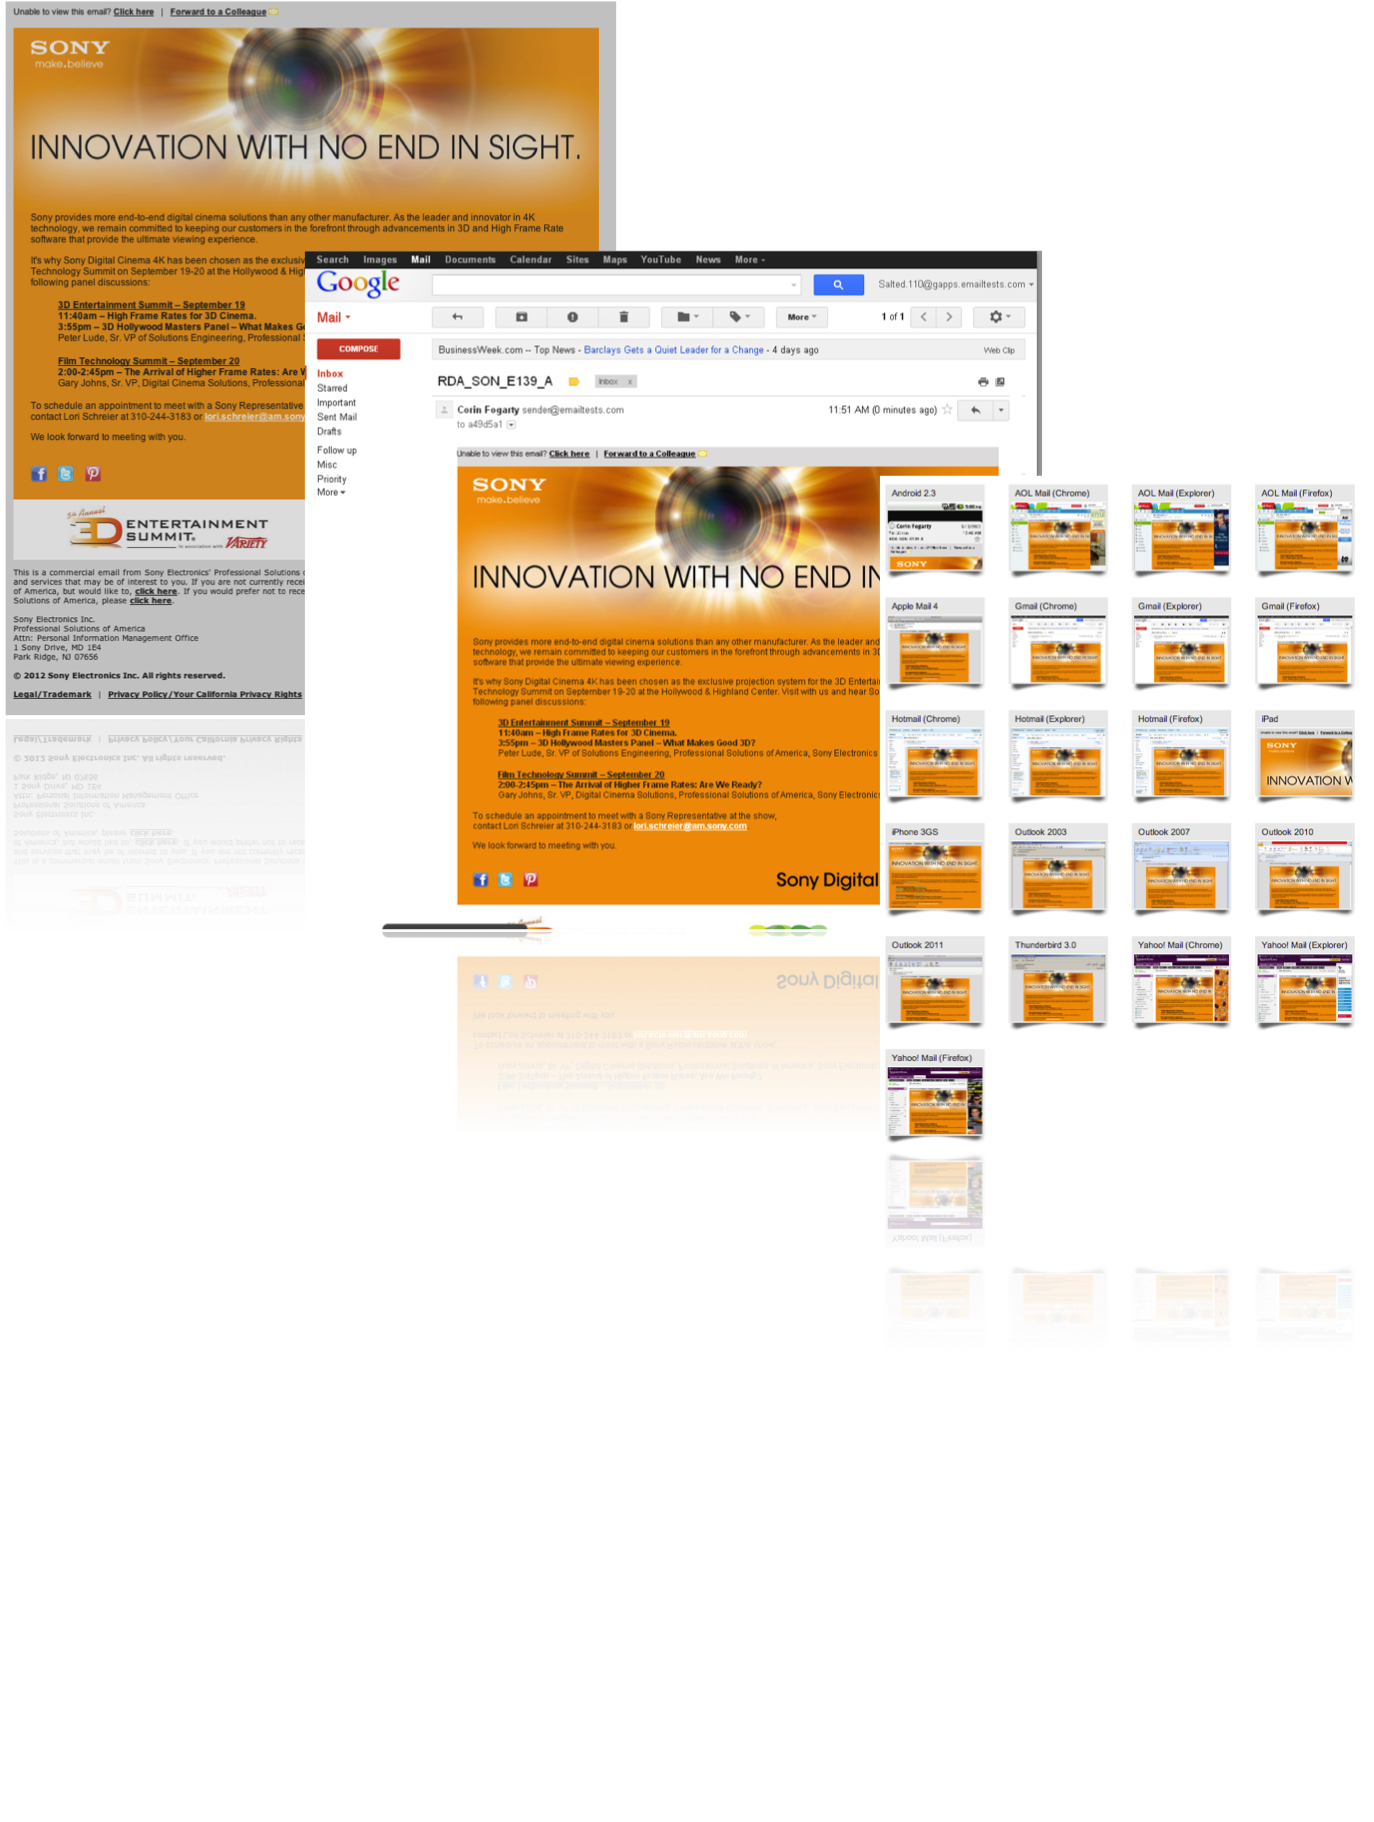 Unable to view this email? Click here | Forward to a Colleague
SONY
make.believe
INNOVATION WITH NO END IN SIGHT.
Sony provides more end-to-end digital cinema solutions than any other manufacturer. As the leader and innovator in 4K
technology, we remain committed to keeping our customers in the forefront through advancements in 3D and High Frame Rate
software that provide the ultimate viewing experience.
It's why Sony Digital Cinema 4K has been chosen as the exclusiv
Technology Summit on September 19-20 at the Hollywood & Hig
following panel discussions:
3D Entertainment Summit – September 19
11:40am – High Frame Rates for 3D Cinema.
3:55pm – 3D Hollywood Masters Panel – What Makes Go
Peter Lude, Sr. VP of Solutions Engineering, Professional S
Film Technology Summit – September 20
2:00-2:45pm – The Arrival of Higher Frame Rates: Are W
Gary Johns, Sr. VP, Digital Cinema Solutions, Professional
To schedule an appointment to meet with a Sony Representative
contact Lori Schreier at 310-244-3183 or lori.schreier@am.sony
We look forward to meeting with you.
5th Annual
3D ENTERTAINMENT
SUMMIT.
in association with VARIETY
This is a commercial email from Sony Electronics' Professional Solutions o
and services that may be of interest to you. If you are not currently recei
of America, but would like to, click here. If you would prefer not to rece
Solutions of America, please click here.
Sony Electronics Inc.
Professional Solutions of America
Attn: Personal Information Management Office
1 Sony Drive, MD 1E4
Park Ridge, NJ 07656
© 2012 Sony Electronics Inc. All rights reserved.
Legal/Trademark | Privacy Policy/Your California Privacy Rights
Search Images Mail Documents Calendar Sites Maps YouTube News More
Google
Salted.110@gapps.emailtests.com
Mail
More
1 of 1
COMPOSE
BusinessWeek.com -- Top News - Barclays Gets a Quiet Leader for a Change - 4 days ago
Web Clip
Inbox
Starred
Important
Sent Mail
Drafts
Follow up
Misc
Priority
More
RDA_SON_E139_A
Inbox x
Corin Fogarty sender@emailtests.com
11:51 AM (0 minutes ago)
to a49d5a1
Unable to view this email? Click here | Forward to a Colleague
SONY
make.believe
INNOVATION WITH NO END IN
Sony provides more end-to-end digital cinema solutions than any other manufacturer. As the leader and
technology, we remain committed to keeping our customers in the forefront through advancements in 3D
software that provide the ultimate viewing experience.
It's why Sony Digital Cinema 4K has been chosen as the exclusive projection system for the 3D Entertai
Technology Summit on September 19-20 at the Hollywood & Highland Center. Visit with us and hear So
following panel discussions:
3D Entertainment Summit – September 19
11:40am – High Frame Rates for 3D Cinema.
3:55pm – 3D Hollywood Masters Panel – What Makes Good 3D?
Peter Lude, Sr. VP of Solutions Engineering, Professional Solutions of America, Sony Electronics
Film Technology Summit – September 20
2:00-2:45pm – The Arrival of Higher Frame Rates: Are We Ready?
Gary Johns, Sr. VP, Digital Cinema Solutions, Professional Solutions of America, Sony Electronic
To schedule an appointment to meet with a Sony Representative at the show,
contact Lori Schreier at 310-244-3183 or lori.schreier@am.sony.com
We look forward to meeting with you.
Sony Digital
Android 2.3
AOL Mail (Chrome)
AOL Mail (Explorer)
AOL Mail (Firefox)
Corin Fogarty
SONY
Apple Mail 4
Gmail (Chrome)
Gmail (Explorer)
Gmail (Firefox)
Hotmail (Chrome)
Hotmail (Explorer)
Hotmail (Firefox)
iPad
SONY
INNOVATION W
iPhone 3GS
Outlook 2003
Outlook 2007
Outlook 2010
Outlook 2011
Thunderbird 3.0
Yahoo! Mail (Chrome)
Yahoo! Mail (Explorer)
Yahoo! Mail (Firefox)